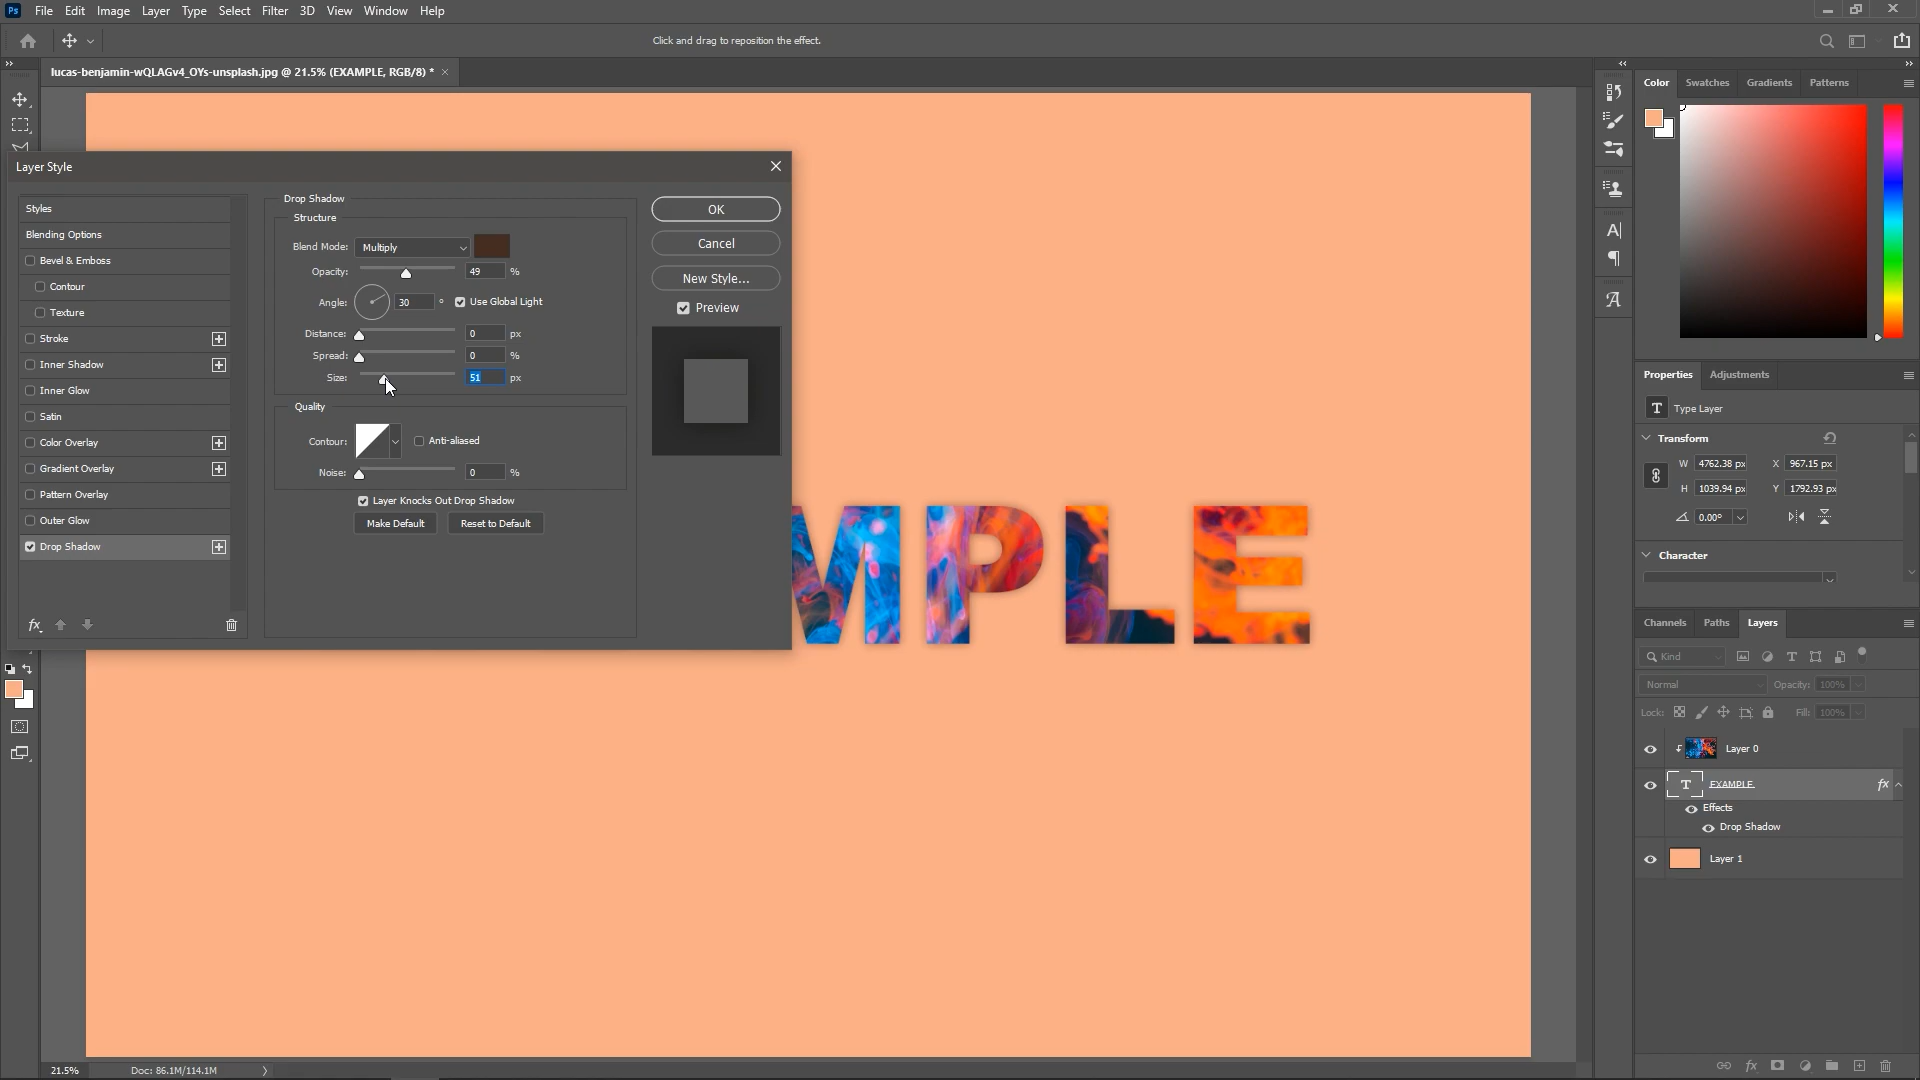 Ps File Edit Image Layer Type Select Filter 3D View Window Help
Click and drag to reposition the effect.
lucas-benjamin-wQLAGv4_OYs-unsplash.jpg @ 21.5% (EXAMPLE, RGB/8) *
Layer Style
Styles
Blending Options
Bevel & Emboss
Contour
Texture
Stroke
Inner Shadow
Inner Glow
Satin
Color Overlay
Gradient Overlay
Pattern Overlay
Outer Glow
Drop Shadow
fx
Drop Shadow
Structure
Blend Mode: Multiply
Opacity: 49 %
Angle: 30 ° Use Global Light
Distance: 0 px
Spread: 0 %
Size: 51 px
Quality
Contour: Anti-aliased
Noise: 0 %
Layer Knocks Out Drop Shadow
Make Default Reset to Default
OK
Cancel
New Style...
Preview
MPLE
Color Swatches Gradients Patterns
Properties Adjustments
T Type Layer
Transform
W 4762.38 px X 967.15 px
H 1039.94 px Y 1792.93 px
0.00°
Character
Channels Paths Layers
Kind
Normal Opacity: 100%
Lock: Fill: 100%
Layer 0
T EXAMPLE fx
Effects
Drop Shadow
Layer 1
fx
21.5% Doc: 86.1M/114.1M